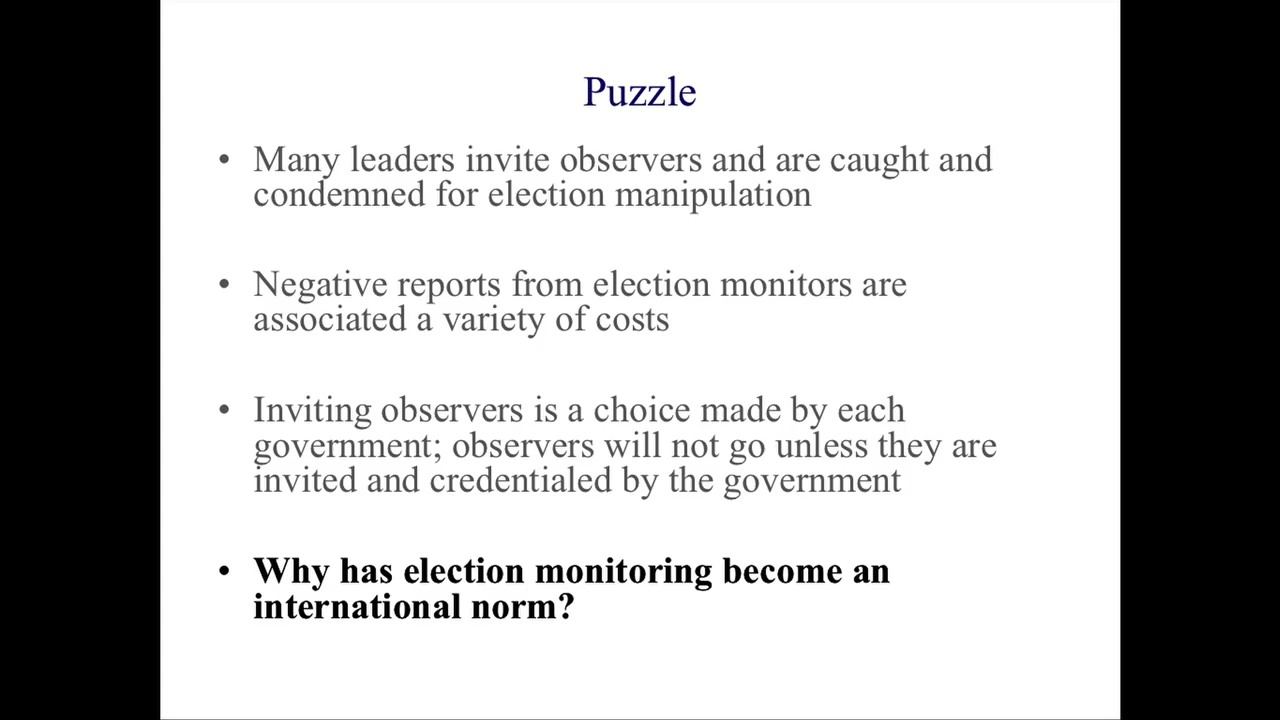 Puzzle
• Many leaders invite observers and are caught and
condemned for election manipulation
• Negative reports from election monitors are
associated a variety of costs
• Inviting observers is a choice made by each
government; observers will not go unless they are
invited and credentialed by the government
• Why has election monitoring become an
international norm?